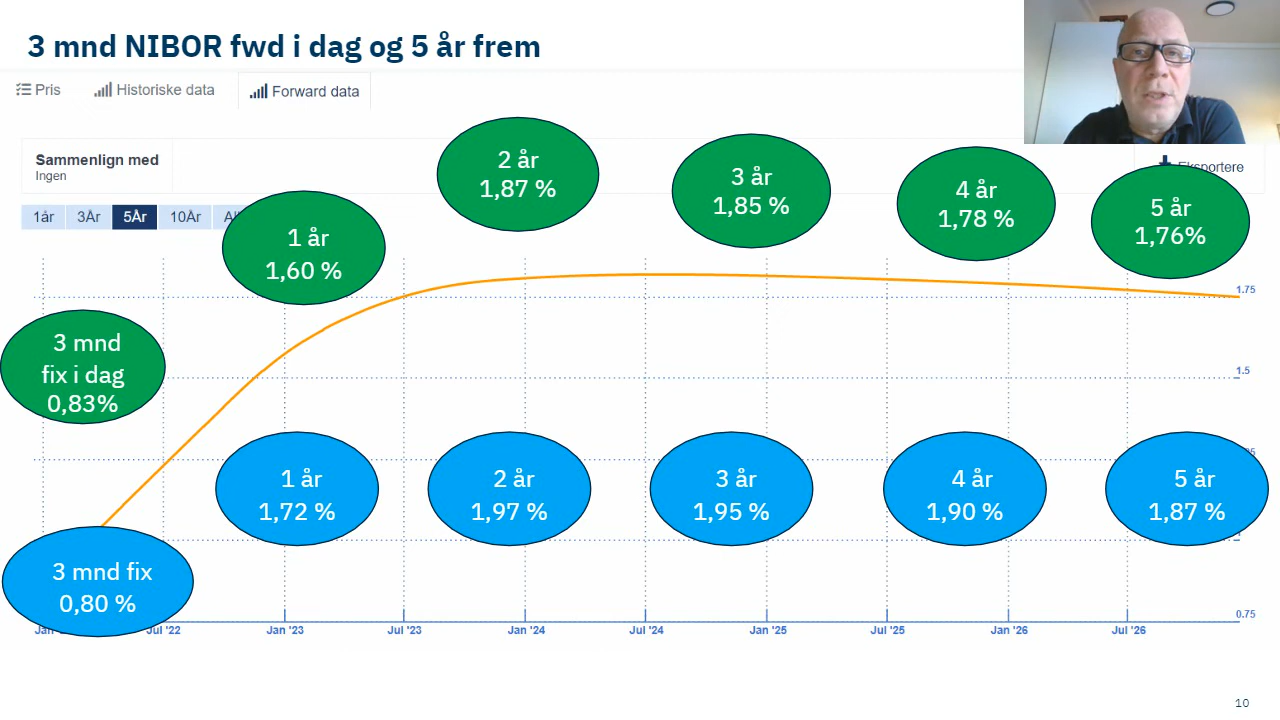 3 mnd NIBOR fwd i dag og 5 år frem
Pris
Historiske data
Forward data
Sammenlign med
Ingen
Eksportere
1år
3År
5År
10År
2 år
1,87 %
3 år
1,85 %
4 år
1,78 %
5 år
1,76%
1 år
1,60 %
3 mnd
fix i dag
0,83%
1.75
1.5
1 år
1,72 %
2 år
1,97 %
3 år
1,95 %
4 år
1,90 %
5 år
1,87 %
3 mnd fix
0,80 %
0.75
Jan
Jul '22
Jan '23
Jul '23
Jan '24
Jul '24
Jan '25
Jul '25
Jan '26
Jul '26
10